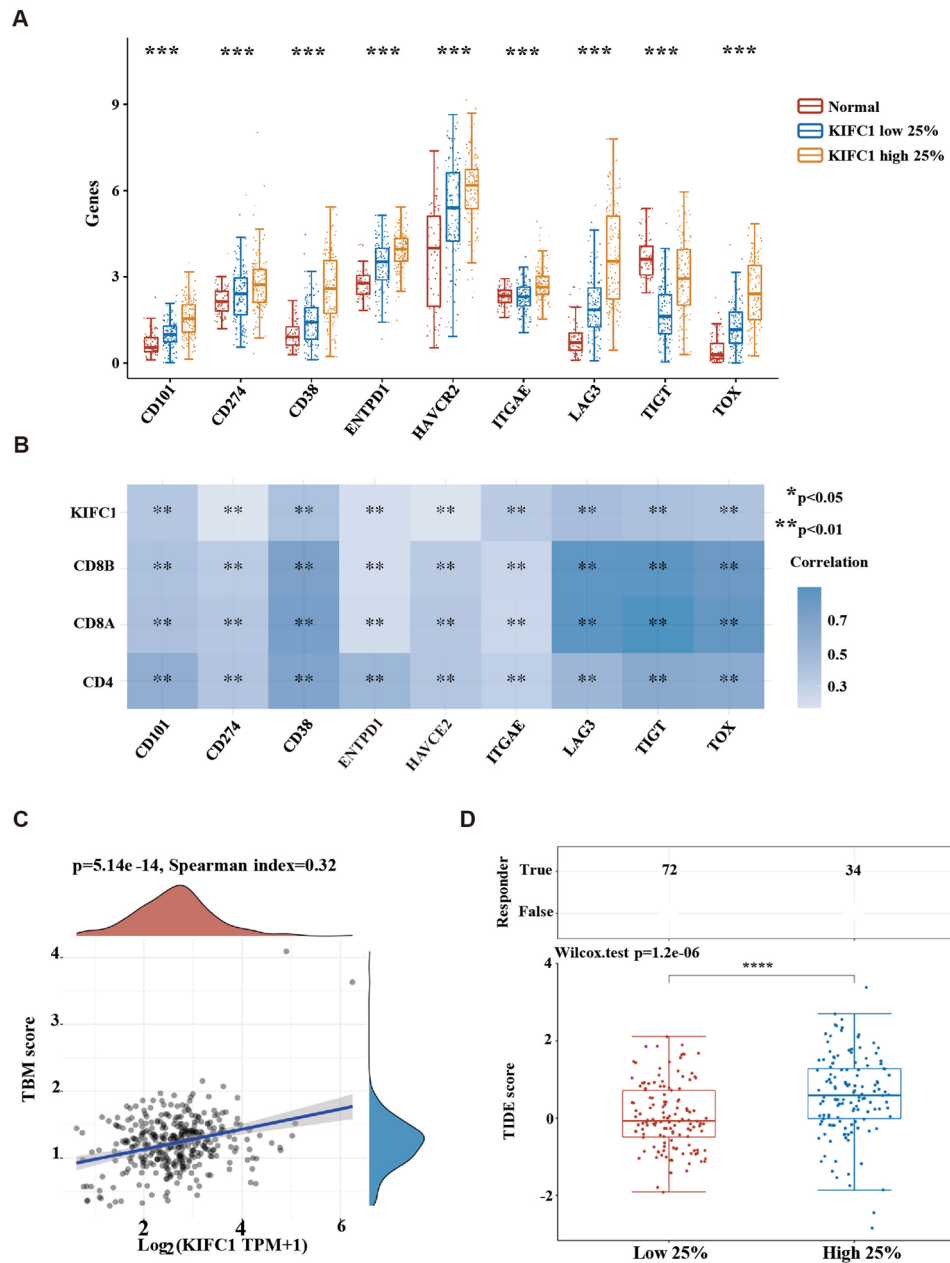 A
*** *** *** *** *** *** *** *** ***
9
6
3
0
Genes
Normal
KIFC1 low 25%
KIFC1 high 25%
CD101 CD274 CD38 ENTPD1 HAVCR2 ITGAE LAG3 TIGT TOX
B
KIFC1 ** ** ** ** ** ** ** ** **
CD8B ** ** ** ** ** ** ** ** **
CD8A ** ** ** ** ** ** ** ** **
CD4 ** ** ** ** ** ** ** ** **
*p<0.05
**p<0.01
Correlation
0.7
0.5
0.3
CD101 CD274 CD38 ENTPD1 HAVCE2 ITGAE LAG3 TIGT TOX
C
p=5.14e-14, Spearman index=0.32
4
3
2
1
TBM score
2 4 6
Log2(KIFC1 TPM+1)
D
Responder
True 72 34
False
Wilcox.test p=1.2e-06
****
4
2
0
-2
TIDE score
Low 25% High 25%